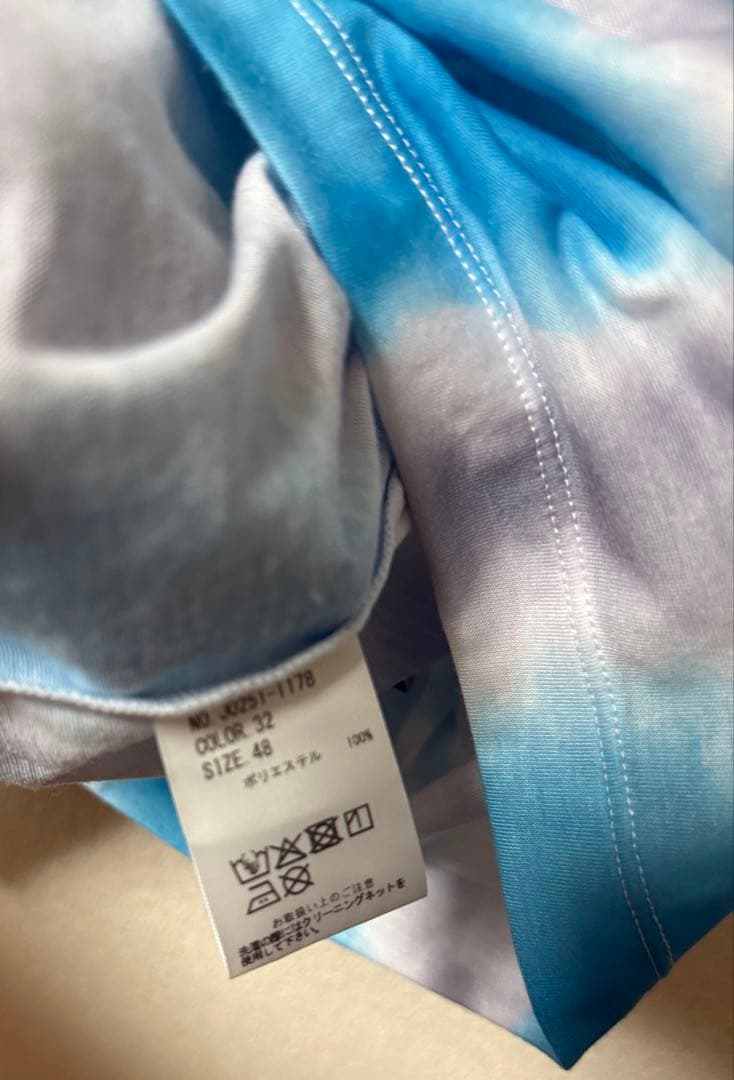 NO 30251-1178
COLOR 32
SIZE 48
ポリエステル 100%
お取扱い上のご注意
洗濯の際にはクリーニングネットを
使用して下さい。